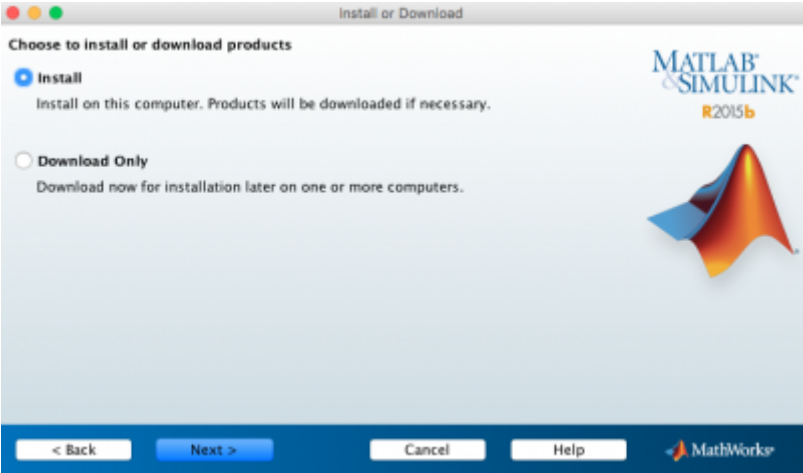 Install or Download
Choose to install or download products
Install
Install on this computer. Products will be downloaded if necessary.
Download Only
Download now for installation later on one or more computers.
MATLAB®
&SIMULINK®
R2015b
< Back
Next >
Cancel
Help
MathWorks®